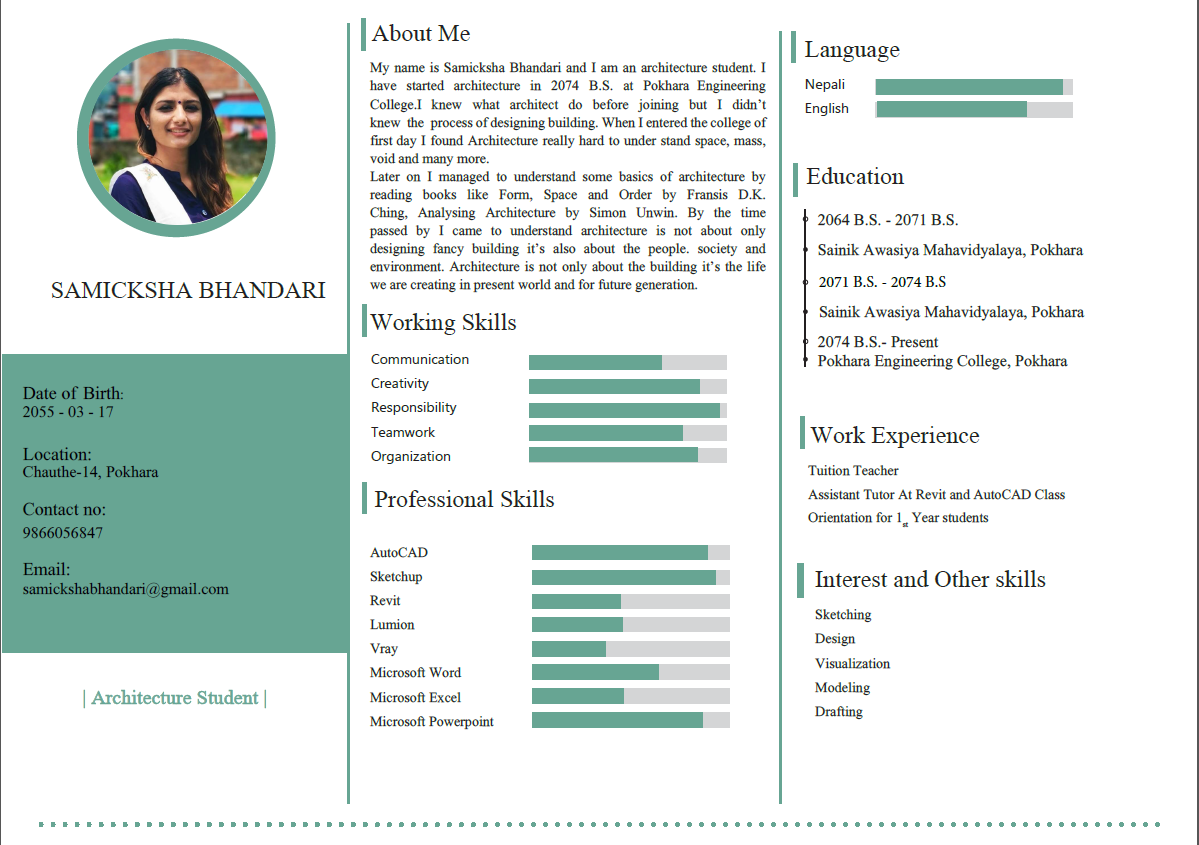 SAMICKSHA BHANDARI
Date of Birth:
2055 - 03 - 17
Location:
Chauthe-14, Pokhara
Contact no:
9866056847
Email:
samickshabhandari@gmail.com
| Architecture Student |
About Me
My name is Samicksha Bhandari and I am an architecture student. I
have started architecture in 2074 B.S. at Pokhara Engineering
College.I knew what architect do before joining but I didn’t
knew the process of designing building. When I entered the college of
first day I found Architecture really hard to under stand space, mass,
void and many more.
Later on I managed to understand some basics of architecture by
reading books like Form, Space and Order by Fransis D.K.
Ching, Analysing Architecture by Simon Unwin. By the time
passed by I came to understand architecture is not about only
designing fancy building it’s also about the people. society and
environment. Architecture is not only about the building it’s the life
we are creating in present world and for future generation.
Working Skills
Communication
Creativity
Responsibility
Teamwork
Organization
Professional Skills
AutoCAD
Sketchup
Revit
Lumion
Vray
Microsoft Word
Microsoft Excel
Microsoft Powerpoint
Language
Nepali
English
Education
2064 B.S. - 2071 B.S.
Sainik Awasiya Mahavidyalaya, Pokhara
2071 B.S. - 2074 B.S
Sainik Awasiya Mahavidyalaya, Pokhara
2074 B.S.- Present
Pokhara Engineering College, Pokhara
Work Experience
Tuition Teacher
Assistant Tutor At Revit and AutoCAD Class
Orientation for 1st Year students
Interest and Other skills
Sketching
Design
Visualization
Modeling
Drafting